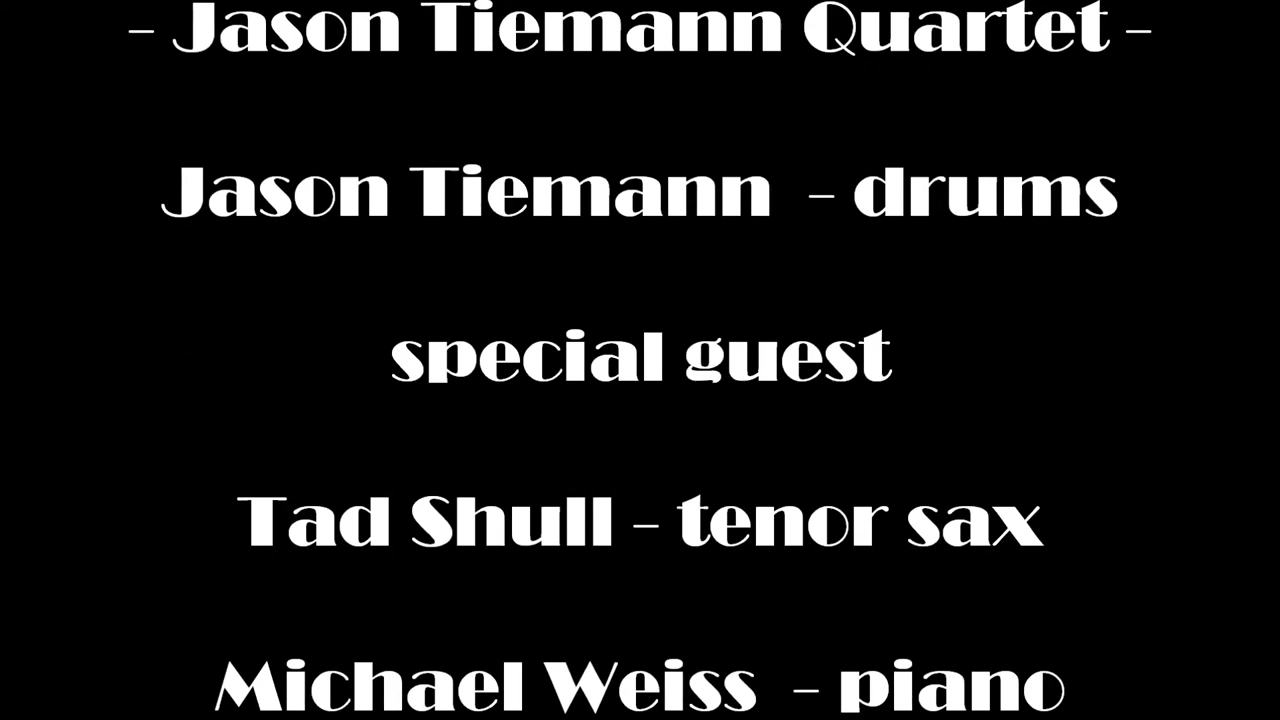 - Jason Tiemann Quartet -
Jason Tiemann - drums
special guest
Tad Shull - tenor sax
Michael Weiss - piano